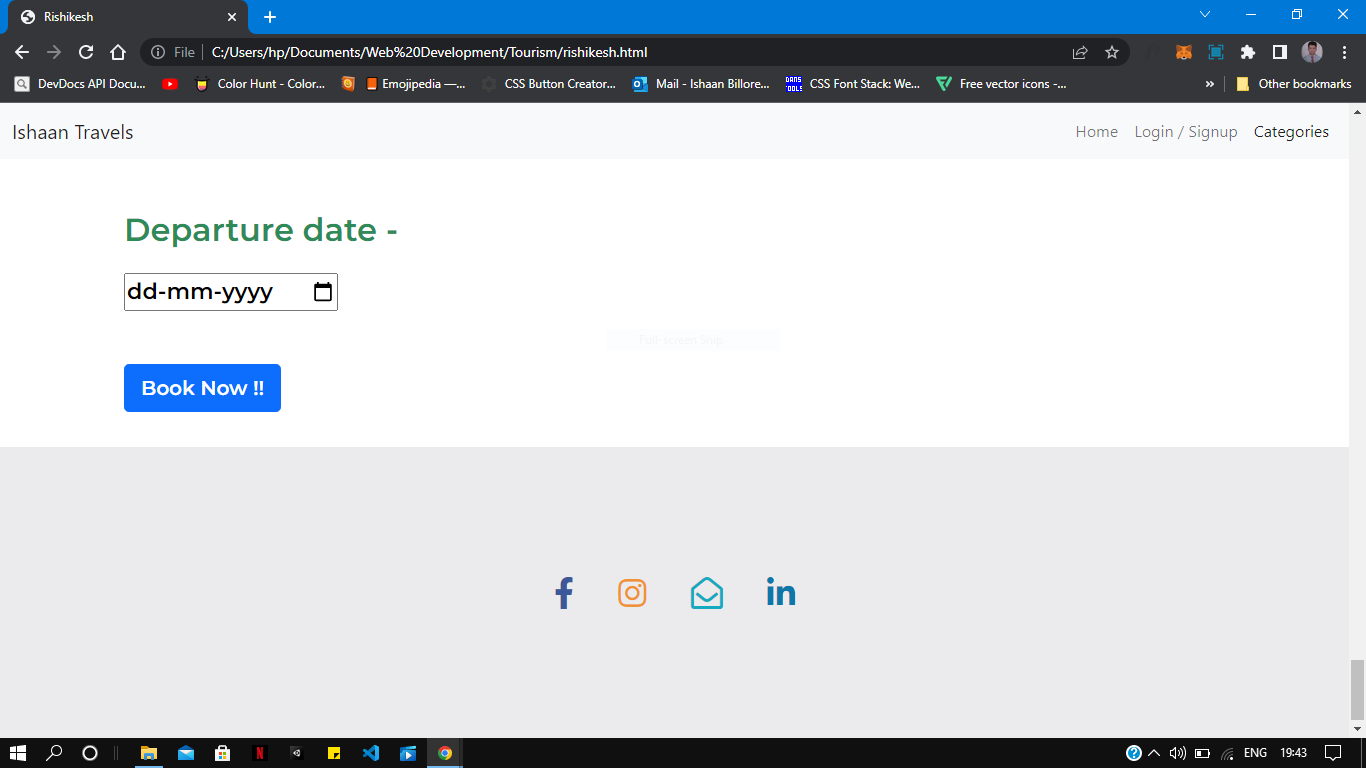 Rishikesh
File
C:/Users/hp/Documents/Web%20Development/Tourism/rishikesh.html
DevDocs API Docu...
Color Hunt - Color...
Emojipedia —...
CSS Button Creator...
Mail - Ishaan Billore...
DANS TOOLS
CSS Font Stack: We...
Free vector icons -...
»
Other bookmarks
Ishaan Travels
Home
Login / Signup
Categories
Departure date -
dd-mm-yyyy
Full-screen Snip
Book Now !!
ENG
19:43